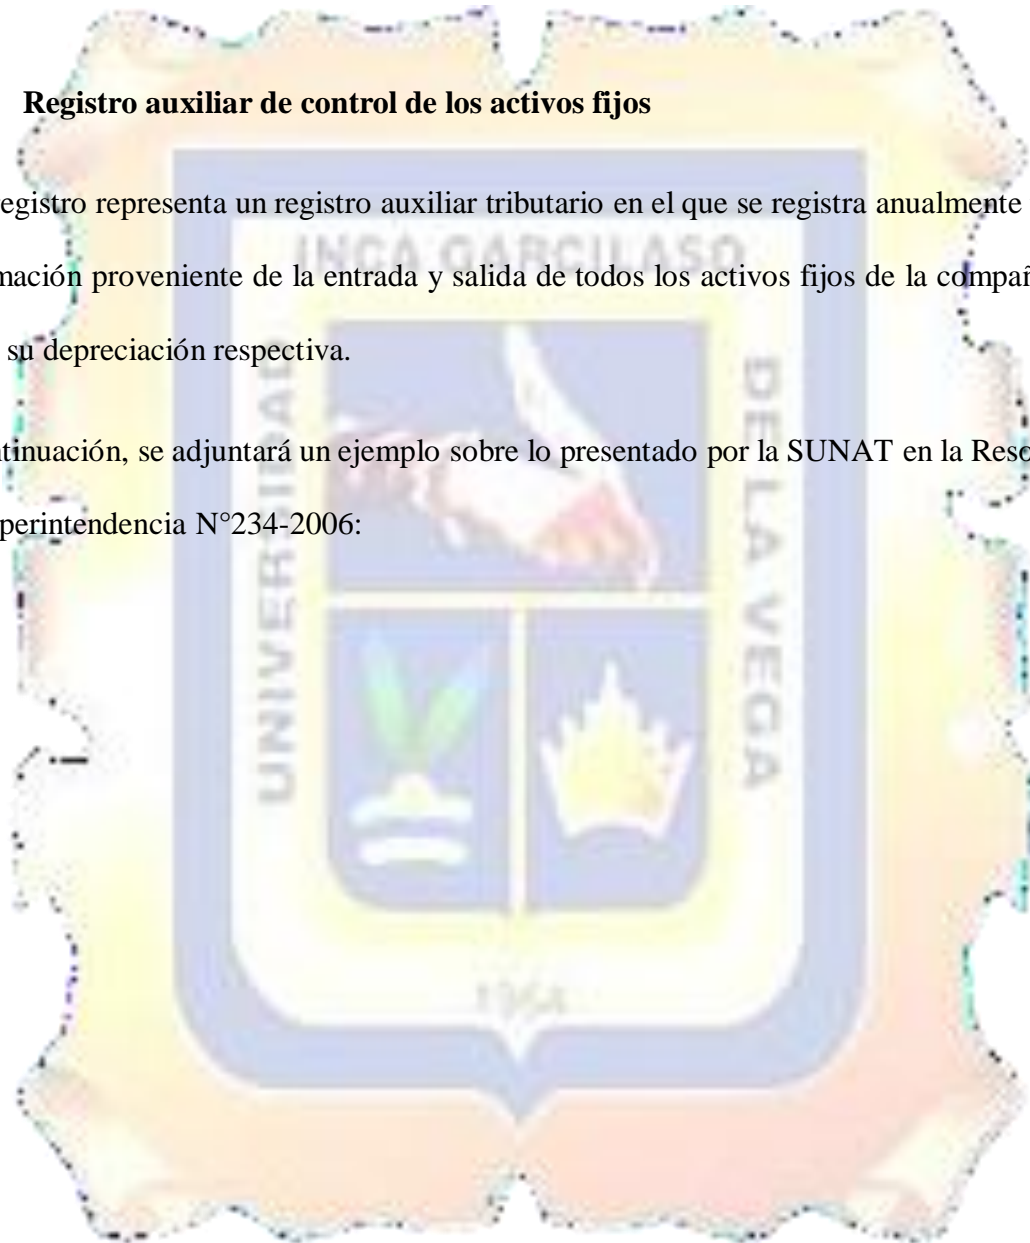 Registro auxiliar de control de los activos fijos
egistro representa un registro auxiliar tributario en el que se registra anualmente
mación proveniente de la entrada y salida de todos los activos fijos de la compañ
su depreciación respectiva.
ntinuación, se adjuntará un ejemplo sobre lo presentado por la SUNAT en la Reso
perintendencia N°234-2006:
INCA GARCILASO
UNIVERSIDAD
DE LA VEGA
1964